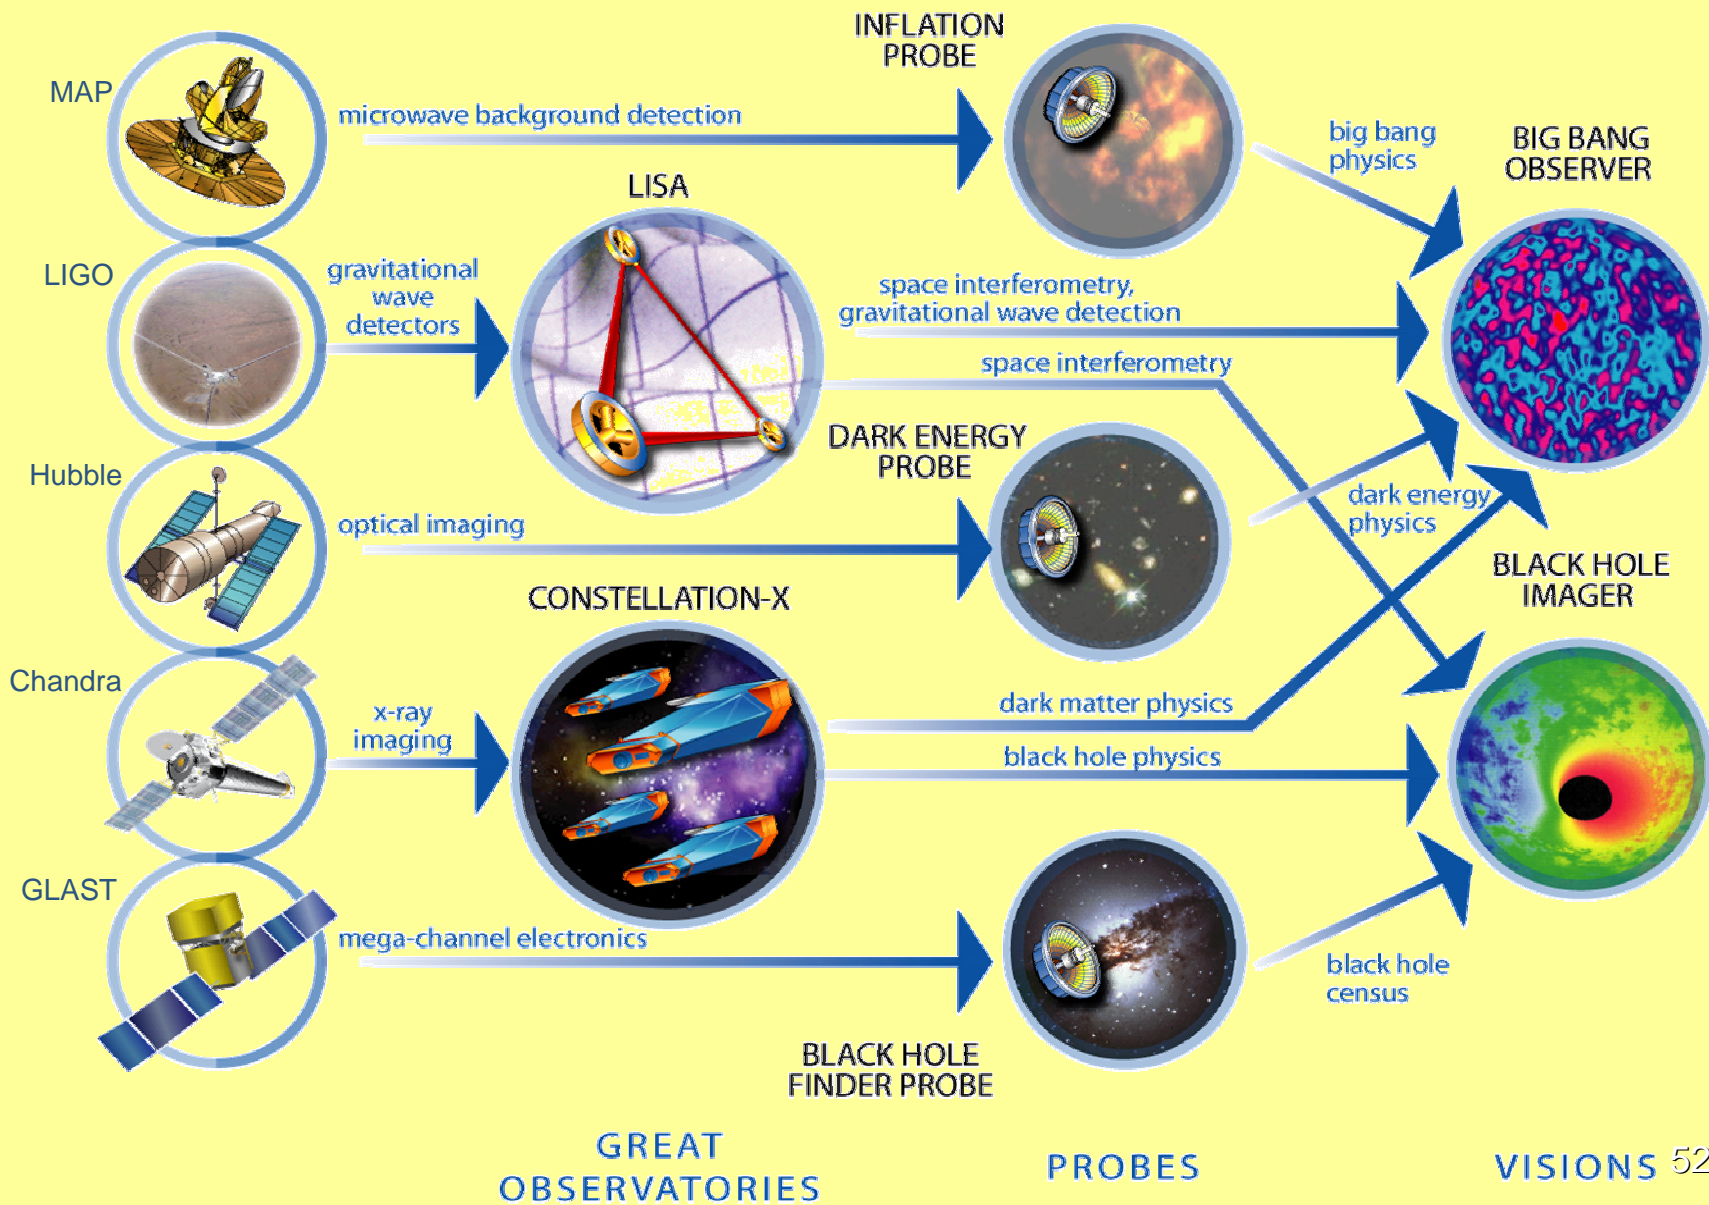 INFLATION
PROBE
MAP
microwave background detection
big bang
physics
BIG BANG
OBSERVER
LISA
LIGO
gravitational
wave
detectors
space interferometry,
gravitational wave detection
space interferometry
Hubble
DARK ENERGY
PROBE
optical imaging
dark energy
physics
CONSTELLATION-X
BLACK HOLE
IMAGER
Chandra
x-ray
imaging
dark matter physics
black hole physics
GLAST
mega-channel electronics
black hole
census
BLACK HOLE
FINDER PROBE
GREAT
OBSERVATORIES
PROBES
VISIONS
52